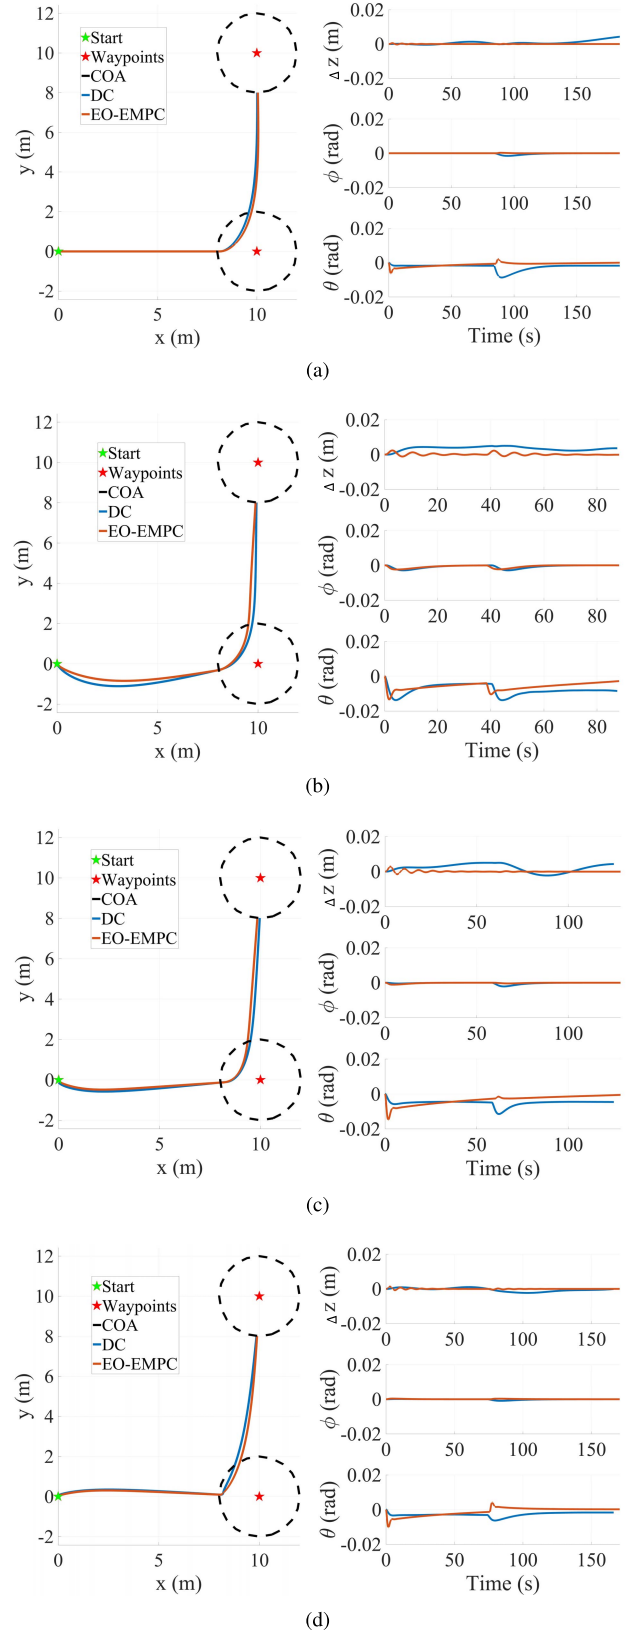 12
10
8
6
4
2
0
-2
y (m)
Start
Waypoints
COA
DC
EO-EMPC
0
5
10
x (m)
0.02
0
-0.02
Δ z (m)
0
50
100
150
0.02
0
-0.02
ϕ (rad)
0
50
100
150
0.02
0
-0.02
θ (rad)
0
50
100
150
Time (s)
(a)
12
10
8
6
4
2
0
-2
y (m)
Start
Waypoints
COA
DC
EO-EMPC
0
5
10
x (m)
0.02
0
-0.02
Δ z (m)
0
20
40
60
80
0.02
0
-0.02
ϕ (rad)
0
20
40
60
80
0.02
0
-0.02
θ (rad)
0
20
40
60
80
Time (s)
(b)
12
10
8
6
4
2
0
-2
y (m)
Start
Waypoints
COA
DC
EO-EMPC
0
5
10
x (m)
0.02
0
-0.02
Δ z (m)
0
50
100
0.02
0
-0.02
ϕ (rad)
0
50
100
0.02
0
-0.02
θ (rad)
0
50
100
Time (s)
(c)
12
10
8
6
4
2
0
-2
y (m)
Start
Waypoints
COA
DC
EO-EMPC
0
5
10
x (m)
0.02
0
-0.02
Δ z (m)
0
50
100
150
0.02
0
-0.02
ϕ (rad)
0
50
100
150
0.02
0
-0.02
θ (rad)
0
50
100
150
Time (s)
(d)